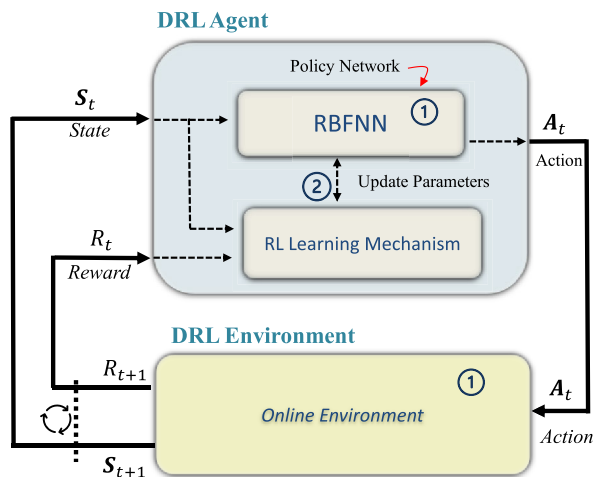 DRL Agent
Policy Network
S_t
State
RBFNN
1
A_t
Action
2
Update Parameters
R_t
Reward
RL Learning Mechanism
DRL Environment
R_{t+1}
1
Online Environment
A_t
Action
S_{t+1}